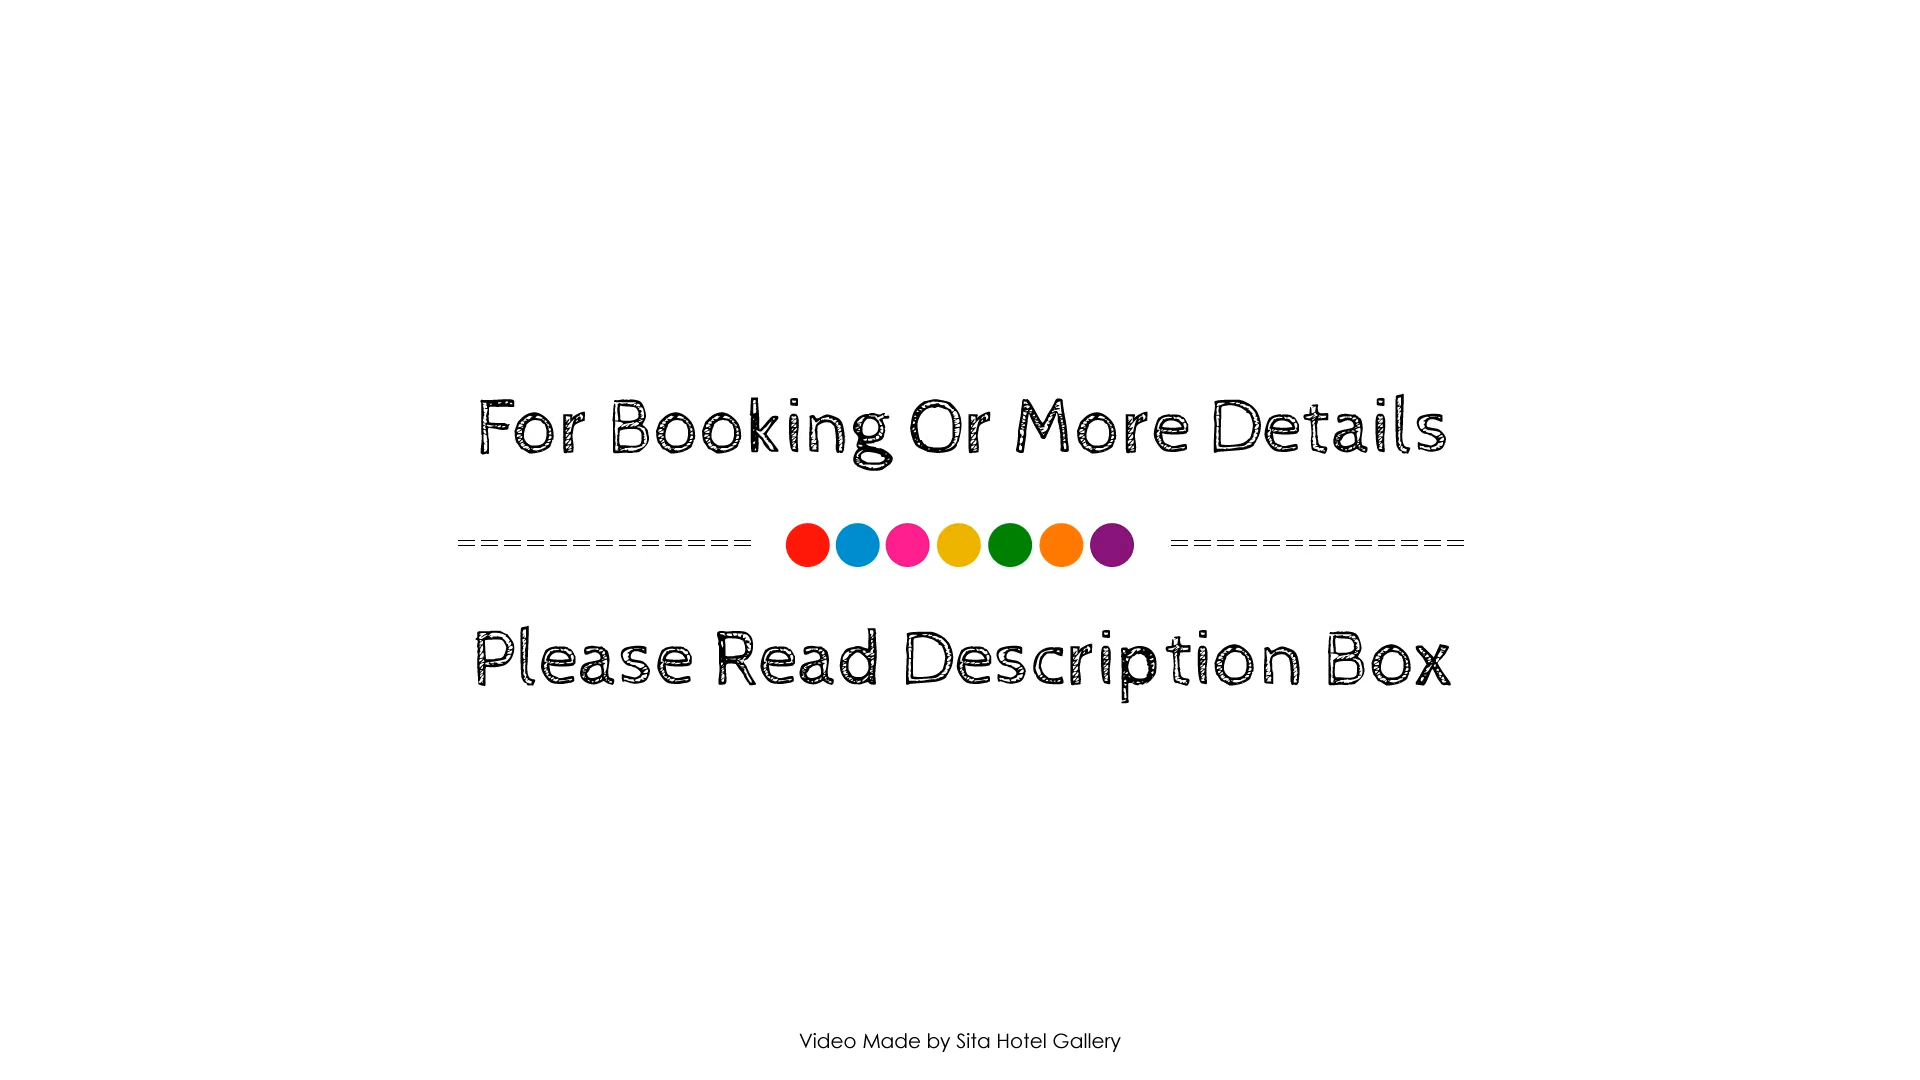 For Booking Or More Details
============= =============
Please Read Description Box
Video Made by Sita Hotel Gallery